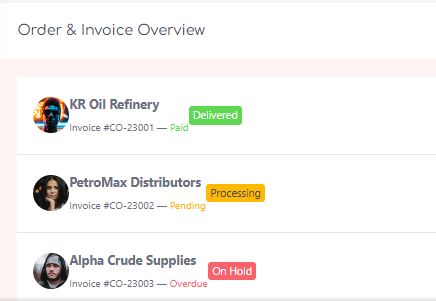 Order & Invoice Overview
KR Oil Refinery
Delivered
Invoice #CO-23001 — Paid
PetroMax Distributors
Processing
Invoice #CO-23002 — Pending
Alpha Crude Supplies
On Hold
Invoice #CO-23003 — Overdue